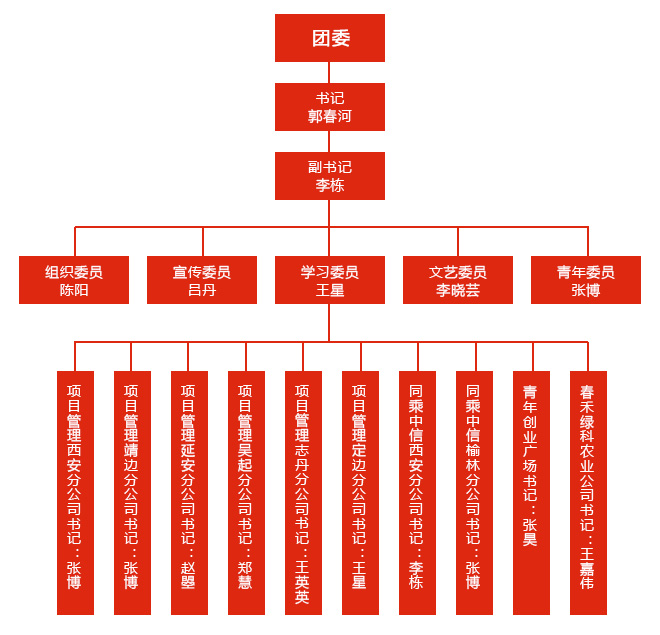 团委
书记
郭春河
副书记
李栋
组织委员
陈阳
宣传委员
吕丹
学习委员
王星
文艺委员
李晓芸
青年委员
张博
项目管理西安分公司书记：张博
项目管理靖边分公司书记：张博
项目管理延安分公司书记：赵曌
项目管理吴起分公司书记：郑慧
项目管理志丹分公司书记：王英英
项目管理定边分公司书记：王星
同乘中信西安分公司书记：李栋
同乘中信榆林分公司书记：张博
青年创业广场书记：张昊
春禾绿科农业公司书记：王嘉伟